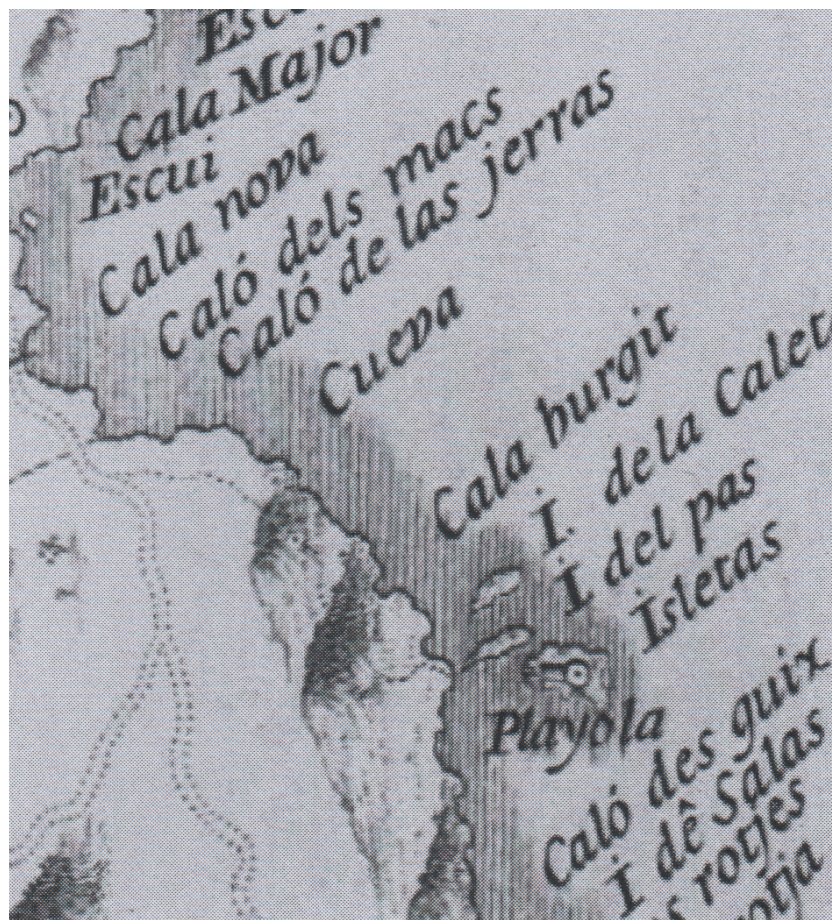 Cala Major
Escui
Cala nova
Caló dels macs
Caló de las jerras
Cueva
Cala burgit
I. de la Calet
I del pas
Isletas
Playola
Caló des guix
I dê Salas
rotjes